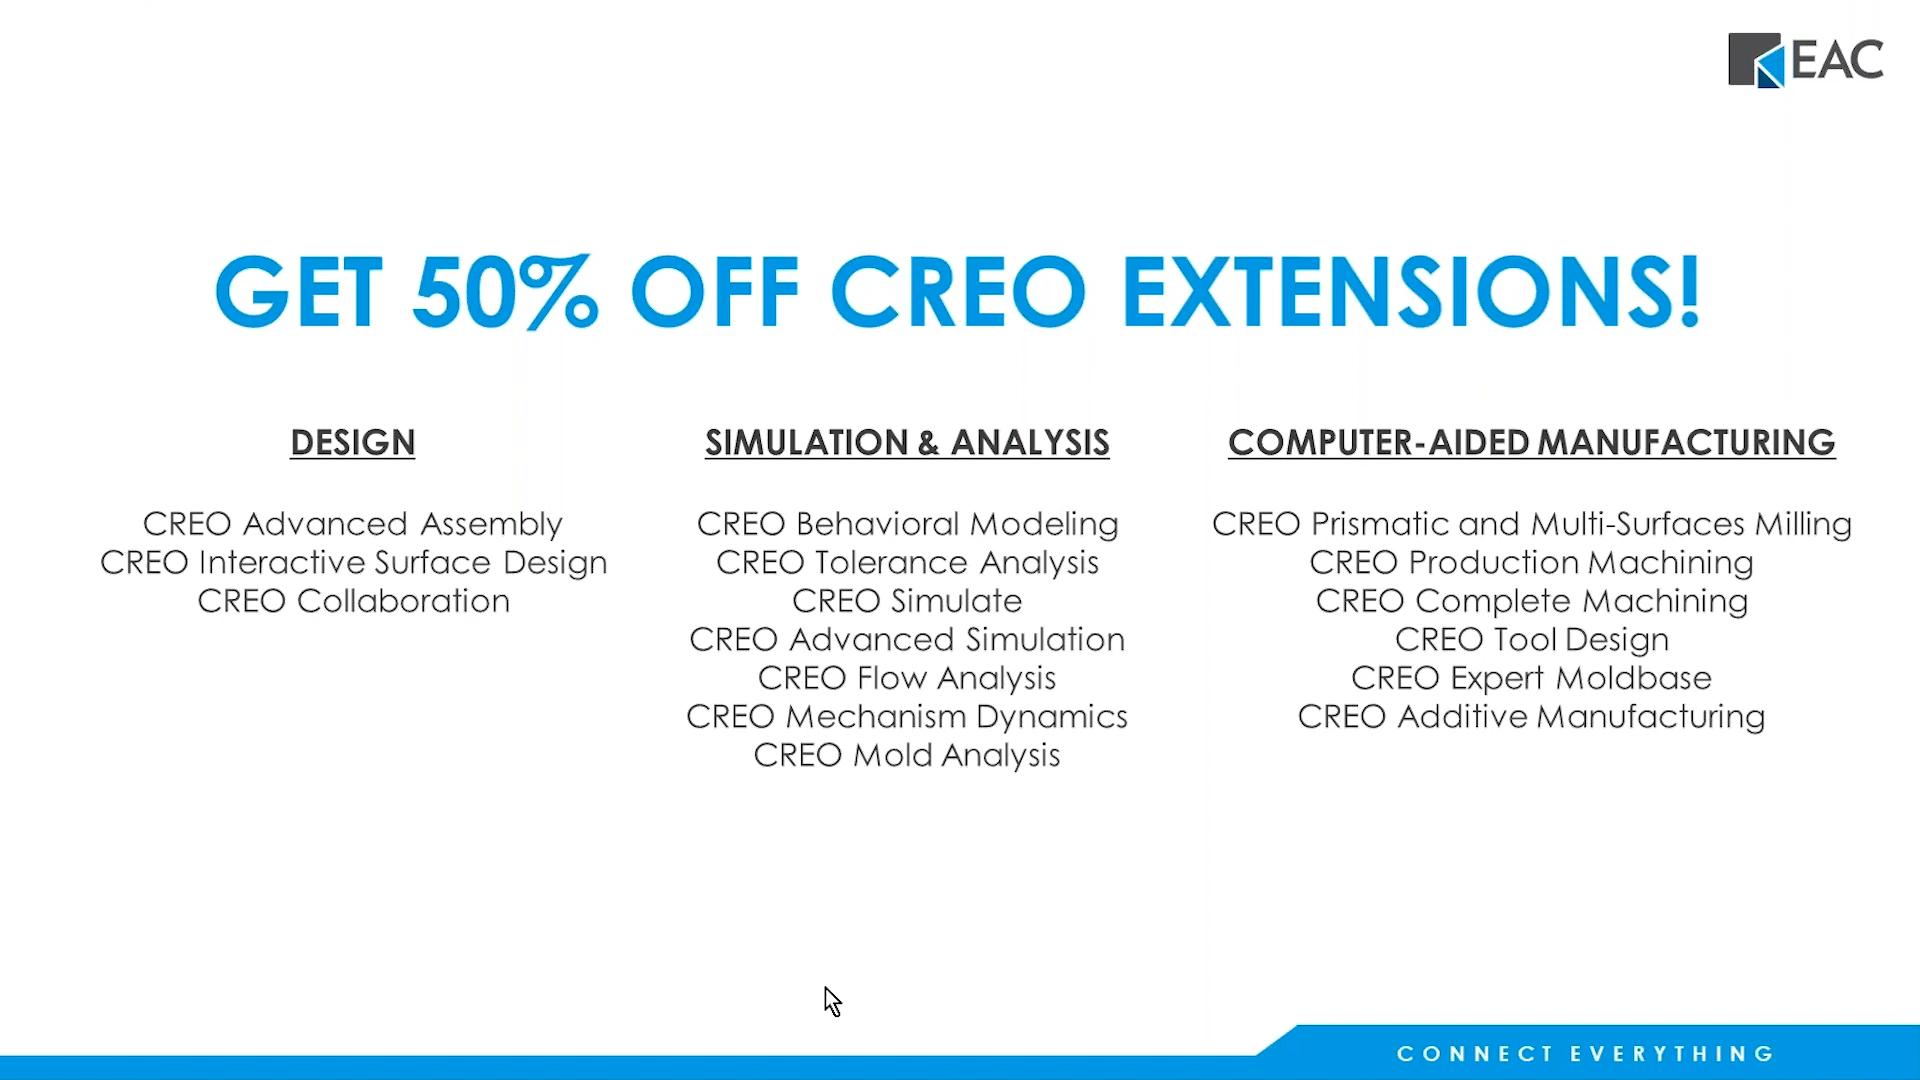 EAC
GET 50% OFF CREO EXTENSIONS!
DESIGN
CREO Advanced Assembly
CREO Interactive Surface Design
CREO Collaboration
SIMULATION & ANALYSIS
CREO Behavioral Modeling
CREO Tolerance Analysis
CREO Simulate
CREO Advanced Simulation
CREO Flow Analysis
CREO Mechanism Dynamics
CREO Mold Analysis
COMPUTER-AIDED MANUFACTURING
CREO Prismatic and Multi-Surfaces Milling
CREO Production Machining
CREO Complete Machining
CREO Tool Design
CREO Expert Moldbase
CREO Additive Manufacturing
CONNECT EVERYTHING